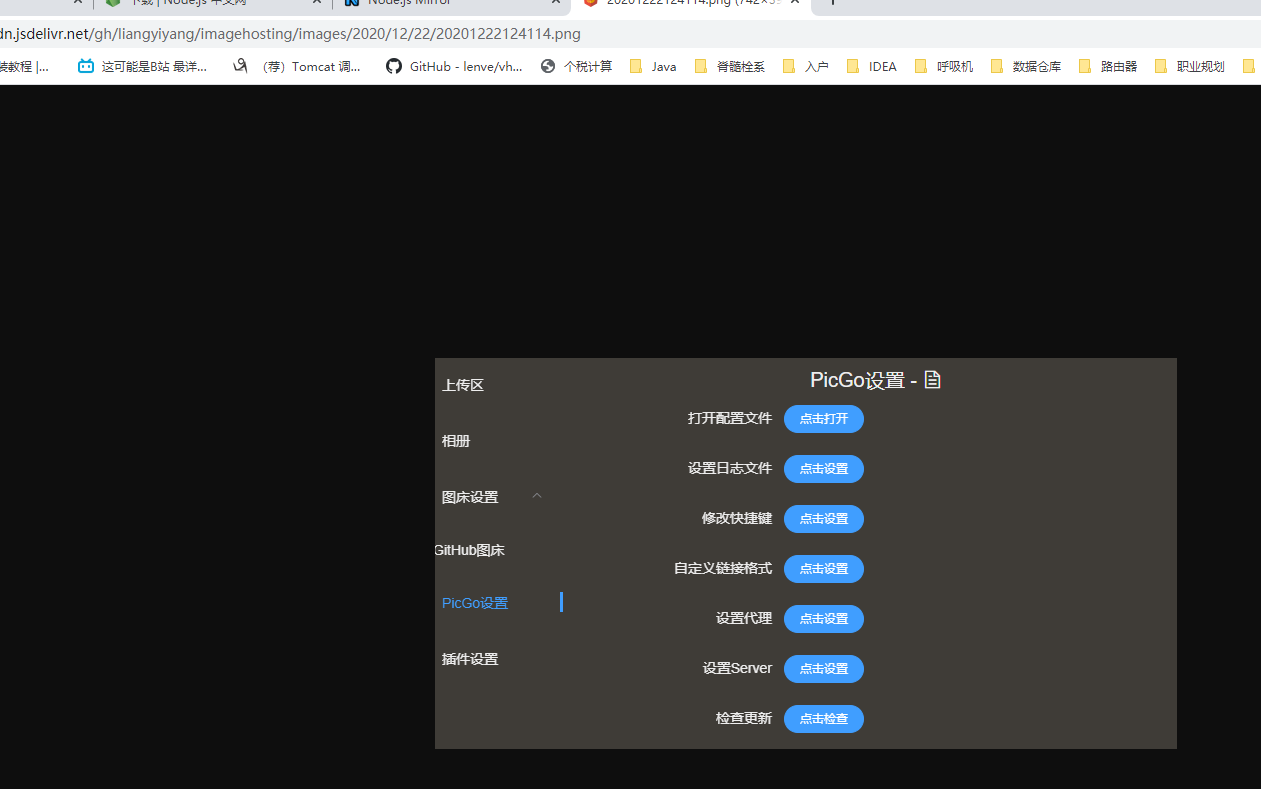 下载 | Node.js 中文网
Node.js Mirror
20201222124114.png (742×39
dn.jsdelivr.net/gh/liangyiyang/imagehosting/images/2020/12/22/20201222124114.png
装教程 |...
这可能是B站 最详...
（荐）Tomcat 调...
GitHub - lenve/vh...
个税计算
Java
脊髓栓系
入户
IDEA
呼吸机
数据仓库
路由器
职业规划
PicGo设置 -
上传区
相册
图床设置
GitHub图床
PicGo设置
插件设置
打开配置文件 点击打开
设置日志文件 点击设置
修改快捷键 点击设置
自定义链接格式 点击设置
设置代理 点击设置
设置Server 点击设置
检查更新 点击检查